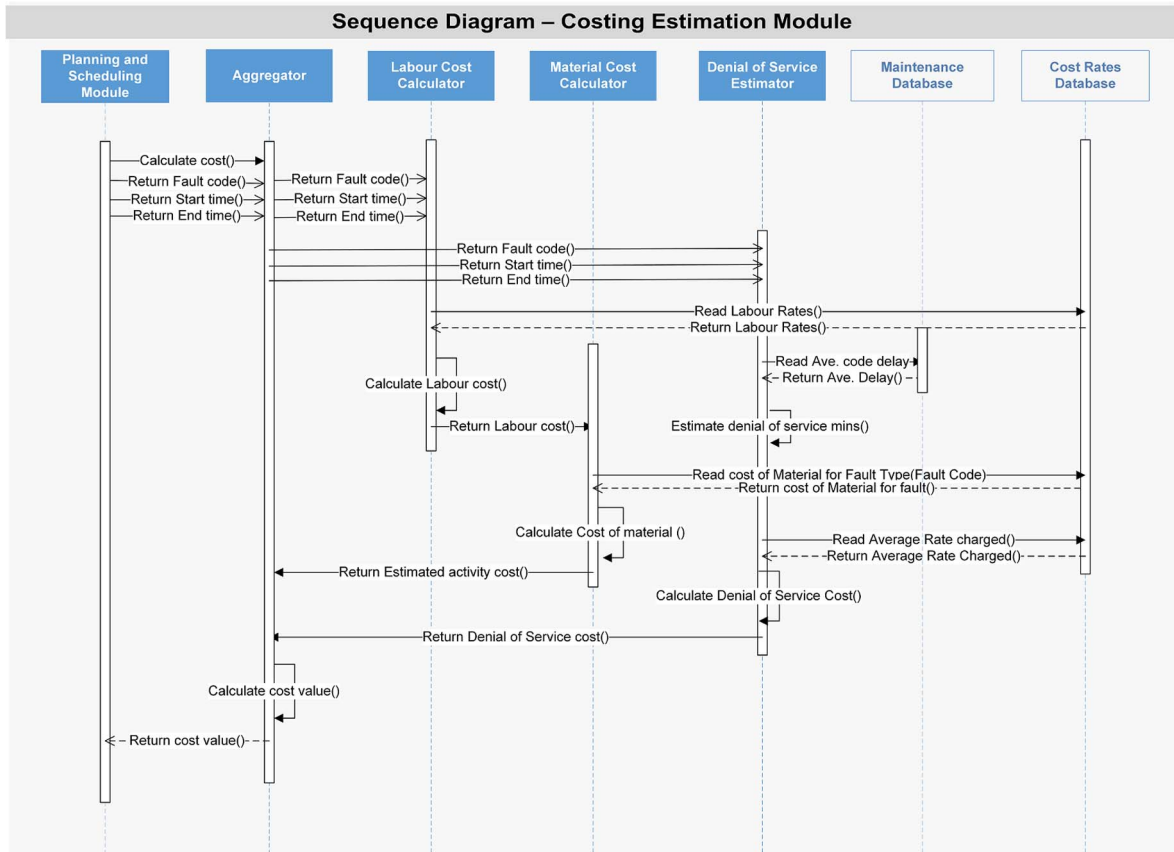 Sequence Diagram – Costing Estimation Module
Planning and
Scheduling
Module
Aggregator
Labour Cost
Calculator
Material Cost
Calculator
Denial of Service
Estimator
Maintenance
Database
Cost Rates
Database
Calculate cost()
Return Fault code()
Return Fault code()
Return Start time()
Return Start time()
Return End time()
Return End time()
Return Fault code()
Return Start time()
Return End time()
Read Labour Rates()
Return Labour Rates()
Read Ave. code delay
Return Ave. Delay()
Calculate Labour cost()
Return Labour cost()
Estimate denial of service mins()
Read cost of Material for Fault Type(Fault Code)
Return cost of Material for fault()
Calculate Cost of material ()
Read Average Rate charged()
Return Average Rate Charged()
Return Estimated activity cost()
Calculate Denial of Service Cost()
Return Denial of Service cost()
Calculate cost value()
Return cost value()